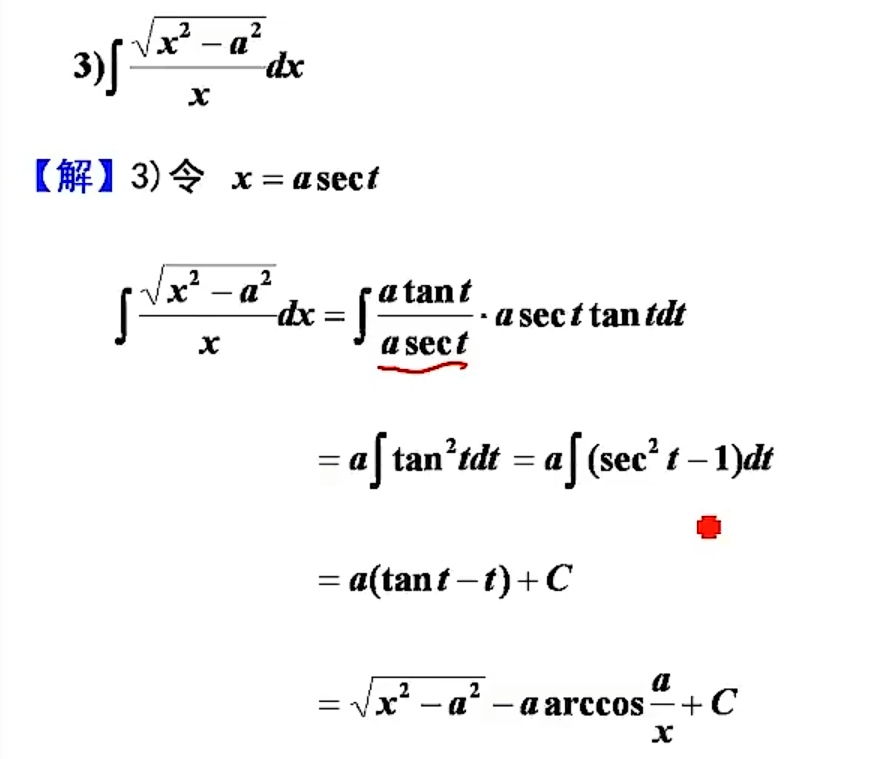 3)∫ √(x² − a²)/x dx
【解】3)令 x = a sec t
∫ √(x² − a²)/x dx = ∫ (a tan t)/(a sec t) · a sec t tan t dt
= a∫ tan² t dt = a∫ (sec² t − 1)dt
= a(tan t − t) + C
= √(x² − a²) − a arccos a/x + C